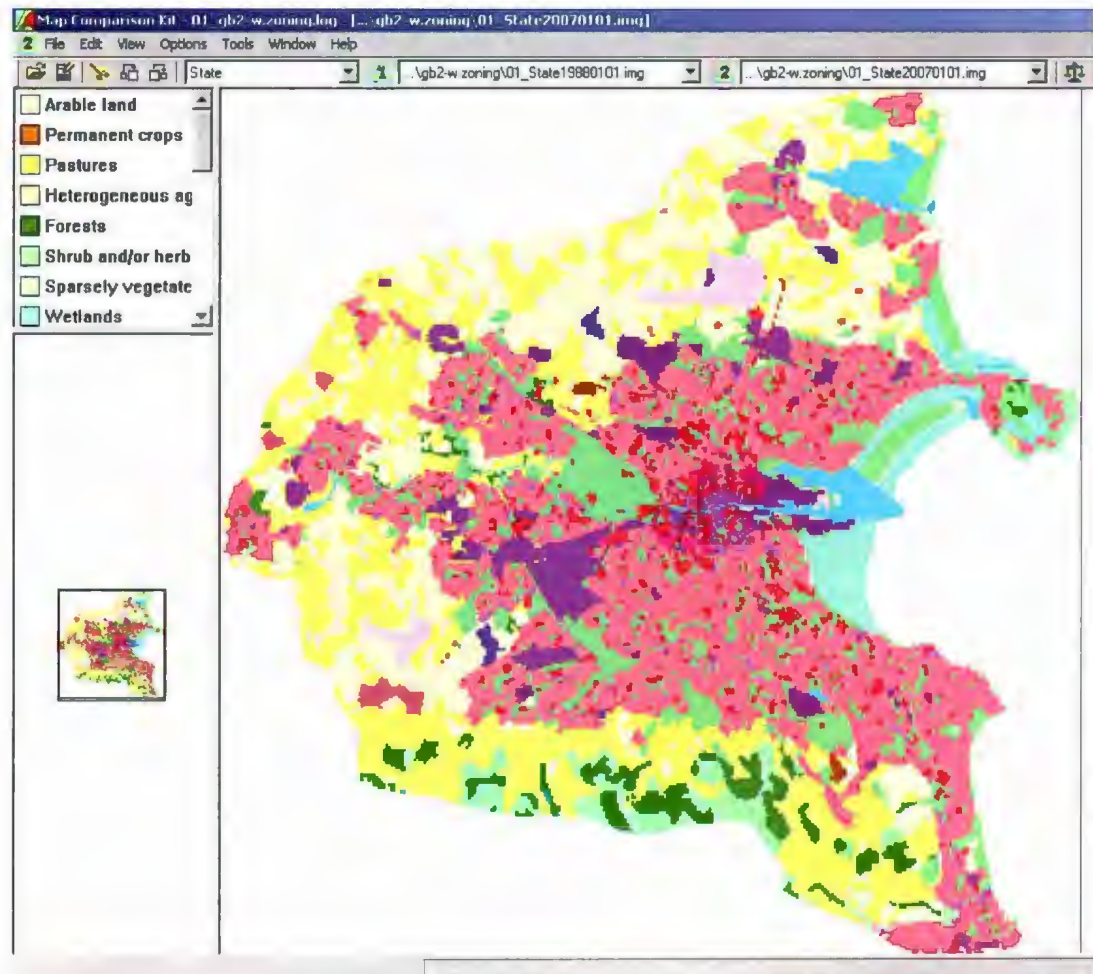 Map Comparison Kit - 01_gb2-w.zoning.log - [...\gb2-w.zoning\01_State20070101.img]
2 File Edit View Options Tools Window Help
State 1 ..\gb2-w.zoning\01_State19880101.img 2 ..\gb2-w.zoning\01_State20070101.img
Arable land
Permanent crops
Pastures
Heterogeneous ag
Forests
Shrub and/or herb
Sparsely vegetate
Wetlands